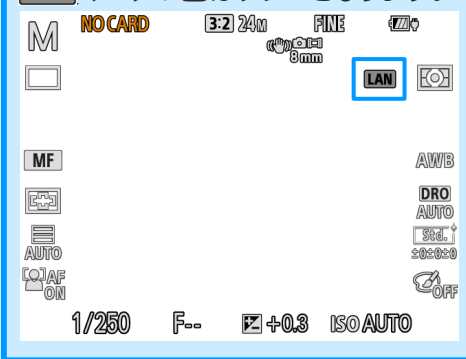 M NO CARD 3:2 24M FINE
8mm
LAN
MF AWB
DRO
AUTO
Std.
AUTO ±0±0±0
AF
ON OFF
1/250 F-- +0.3 ISO AUTO